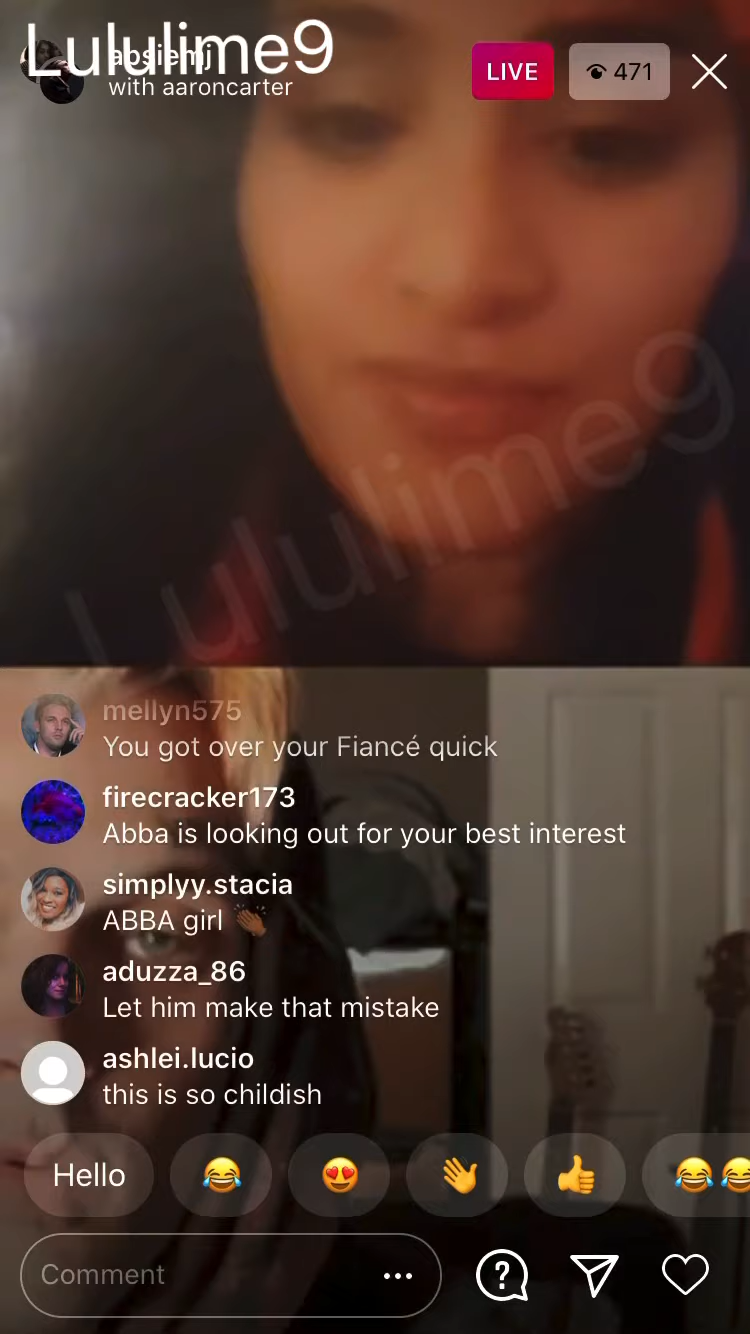 Lululime9
with aaroncarter
LIVE
471
Lululime9
mellyn575
You got over your Fiancé quick
firecracker173
Abba is looking out for your best interest
simplyy.stacia
ABBA girl 👏🏾
aduzza_86
Let him make that mistake
ashlei.lucio
this is so childish
Hello
😂
😍
👋
👍
😂😂
Comment